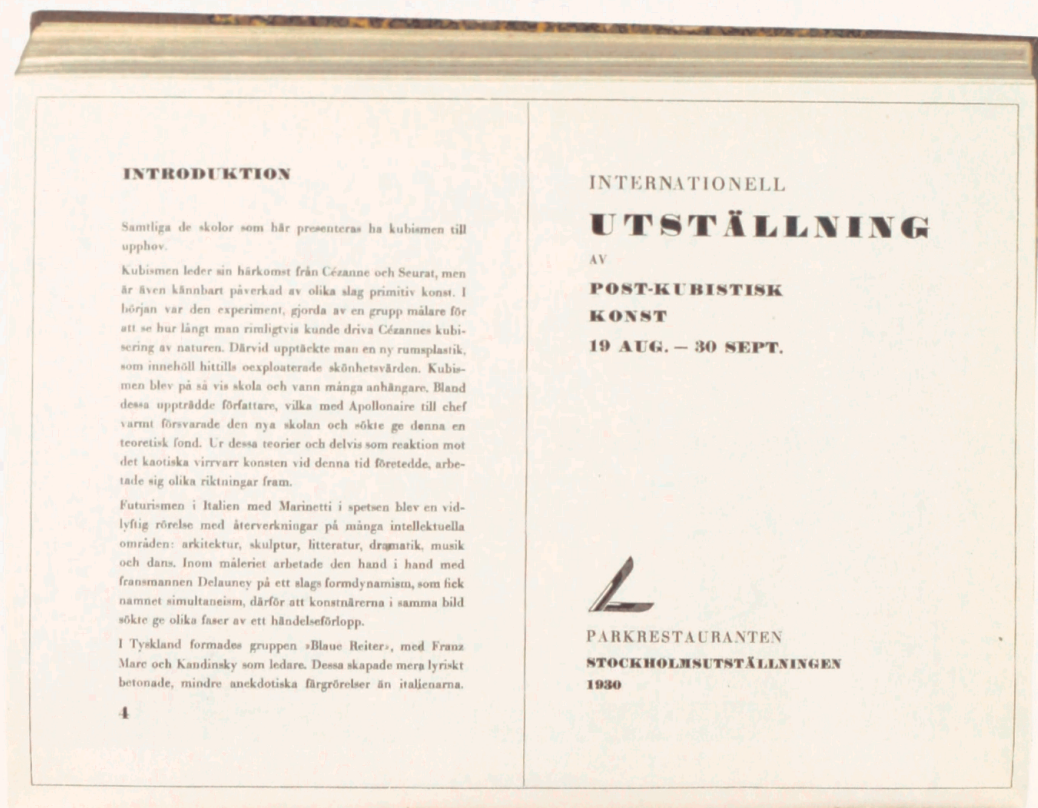 INTRODUKTION
Samtliga de skolor som här presenteras ha kubismen till
upphov.
Kubismen leder sin härkomst från Cézanne och Seurat, men
är även kännbart påverkad av olika slag primitiv konst. I
början var den experiment, gjorda av en grupp målare för
att se hur långt man rimligtvis kunde driva Cézannes kubi-
sering av naturen. Därvid upptäckte man en ny rumsplastik,
som innehöll hittills oexploaterade skönhetsvärden. Kubis-
men blev på så vis skola och vann många anhängare. Bland
dessa uppträdde författare, vilka med Apollonaire till chef
varmt försvarade den nya skolan och sökte ge denna en
teoretisk fond. Ur dessa teorier och delvis som reaktion mot
det kaotiska virrvarr konsten vid denna tid företedde, arbe-
tade sig olika riktningar fram.
Futurismen i Italien med Marinetti i spetsen blev en vid-
lyftig rörelse med återverkningar på många intellektuella
områden: arkitektur, skulptur, litteratur, dramatik, musik
och dans. Inom måleriet arbetade den hand i hand med
fransmannen Delauney på ett slags formdynamism, som fick
namnet simultaneism, därför att konstnärerna i samma bild
sökte ge olika faser av ett händelseförlopp.
I Tyskland formades gruppen »Blaue Reiter», med Franz
Marc och Kandinsky som ledare. Dessa skapade mera lyriskt
betonade, mindre anekdotiska färgrörelser än italjenarna.
4
INTERNATIONELL
UTSTÄLLNING
AV
POST-KUBISTISK
KONST
19 AUG. — 30 SEPT.
PARKRESTAURANTEN
STOCKHOLMSUTSTÄLLNINGEN
1930